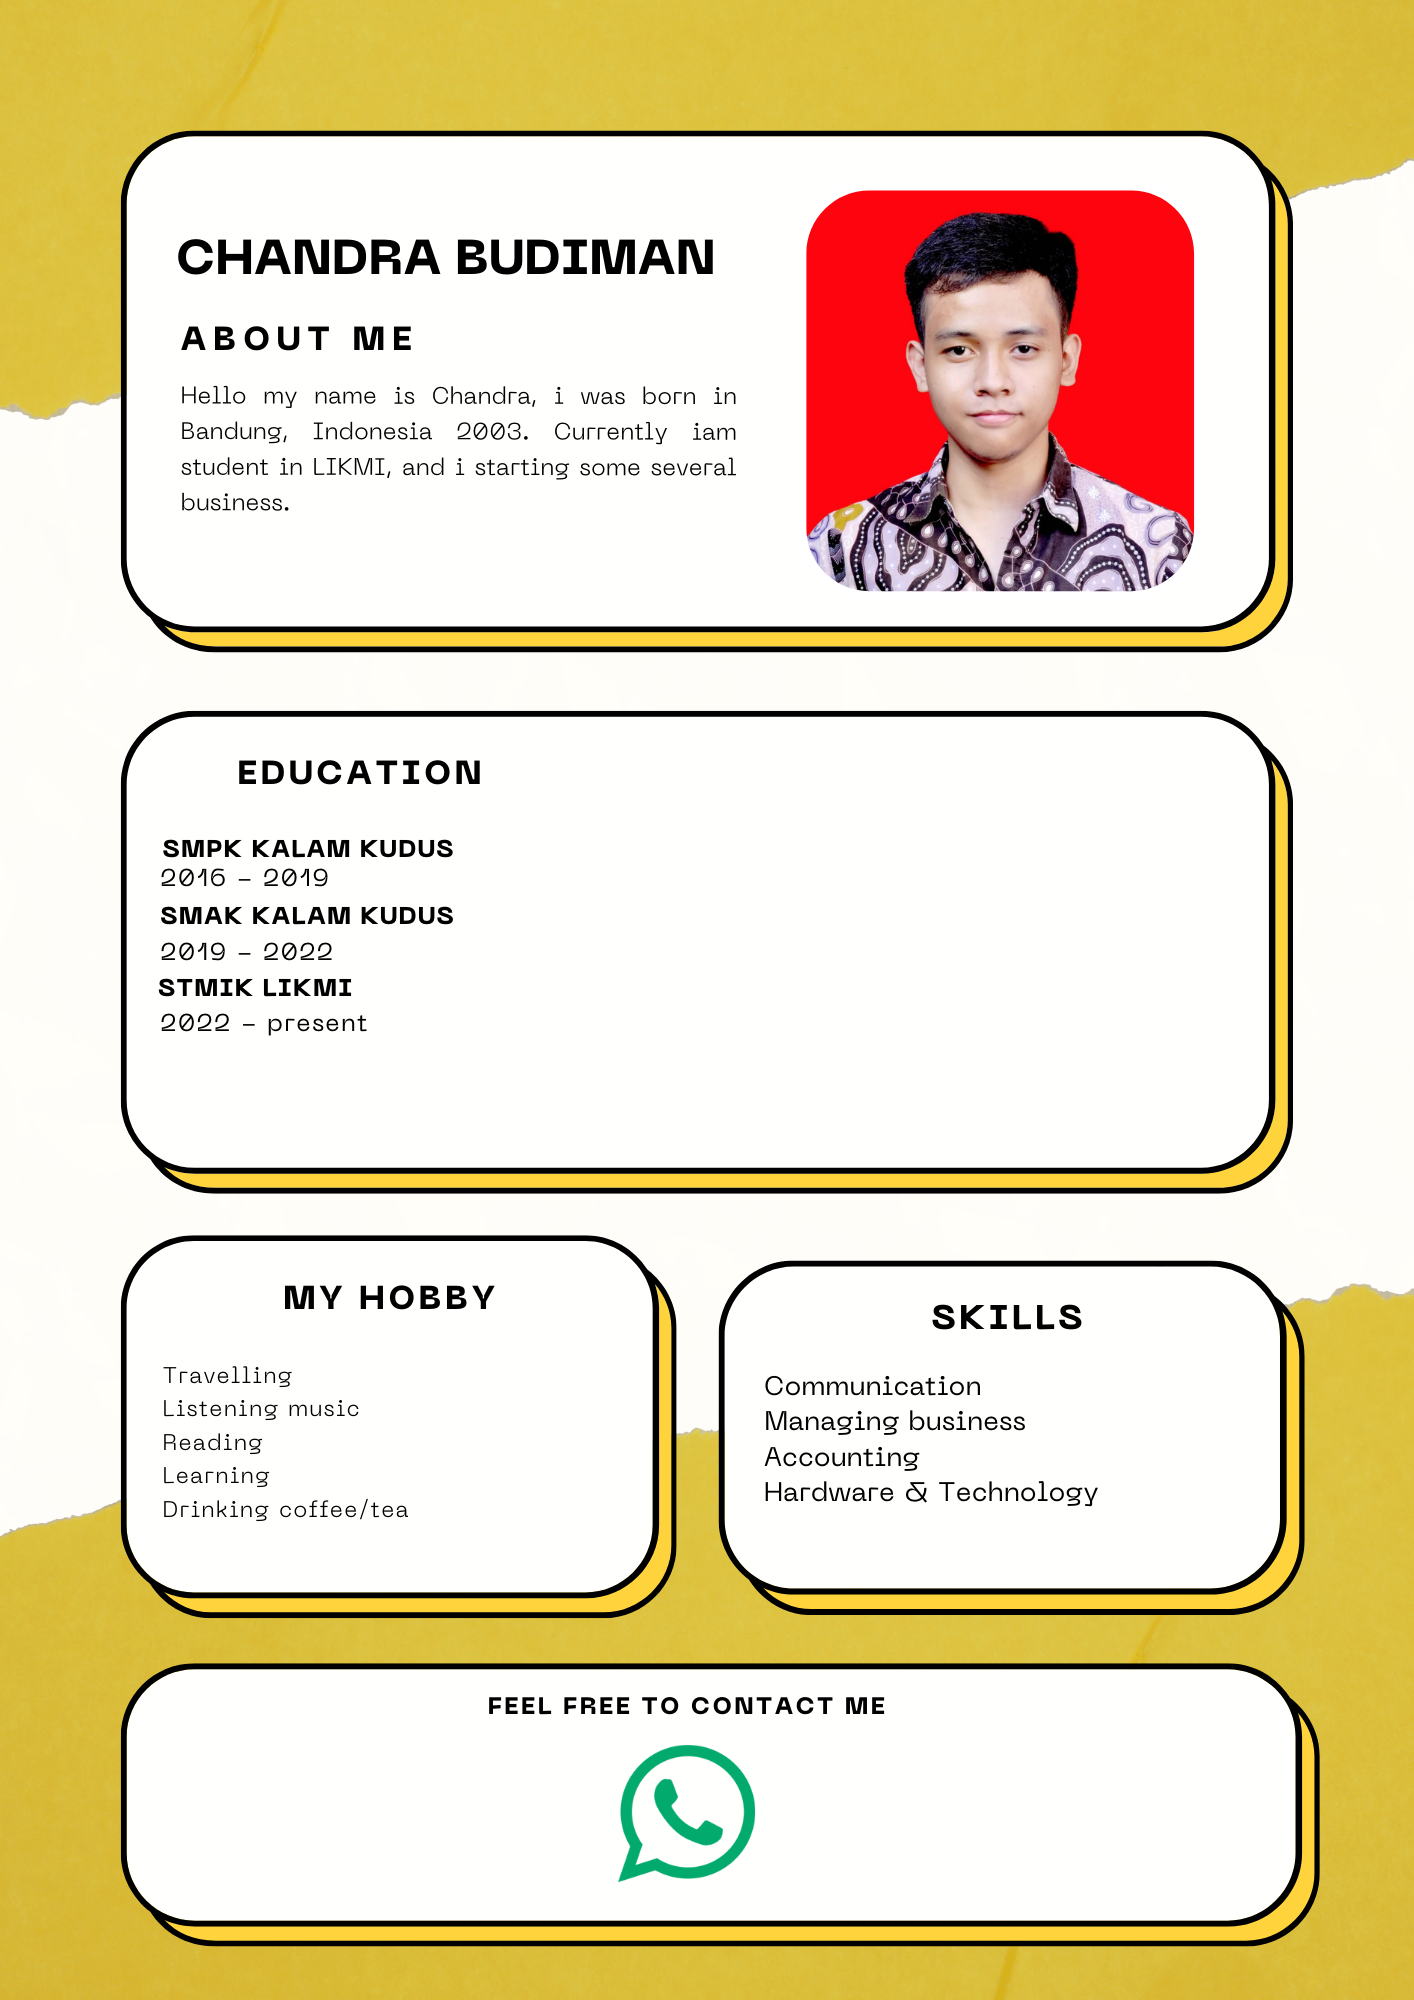 CHANDRA BUDIMAN
ABOUT ME
Hello my name is Chandra, i was born in
Bandung, Indonesia 2003. Currently iam
student in LIKMI, and i starting some several
business.
EDUCATION
SMPK KALAM KUDUS
2016 - 2019
SMAK KALAM KUDUS
2019 - 2022
STMIK LIKMI
2022 - present
MY HOBBY
Travelling
Listening music
Reading
Learning
Drinking coffee/tea
SKILLS
Communication
Managing business
Accounting
Hardware & Technology
FEEL FREE TO CONTACT ME